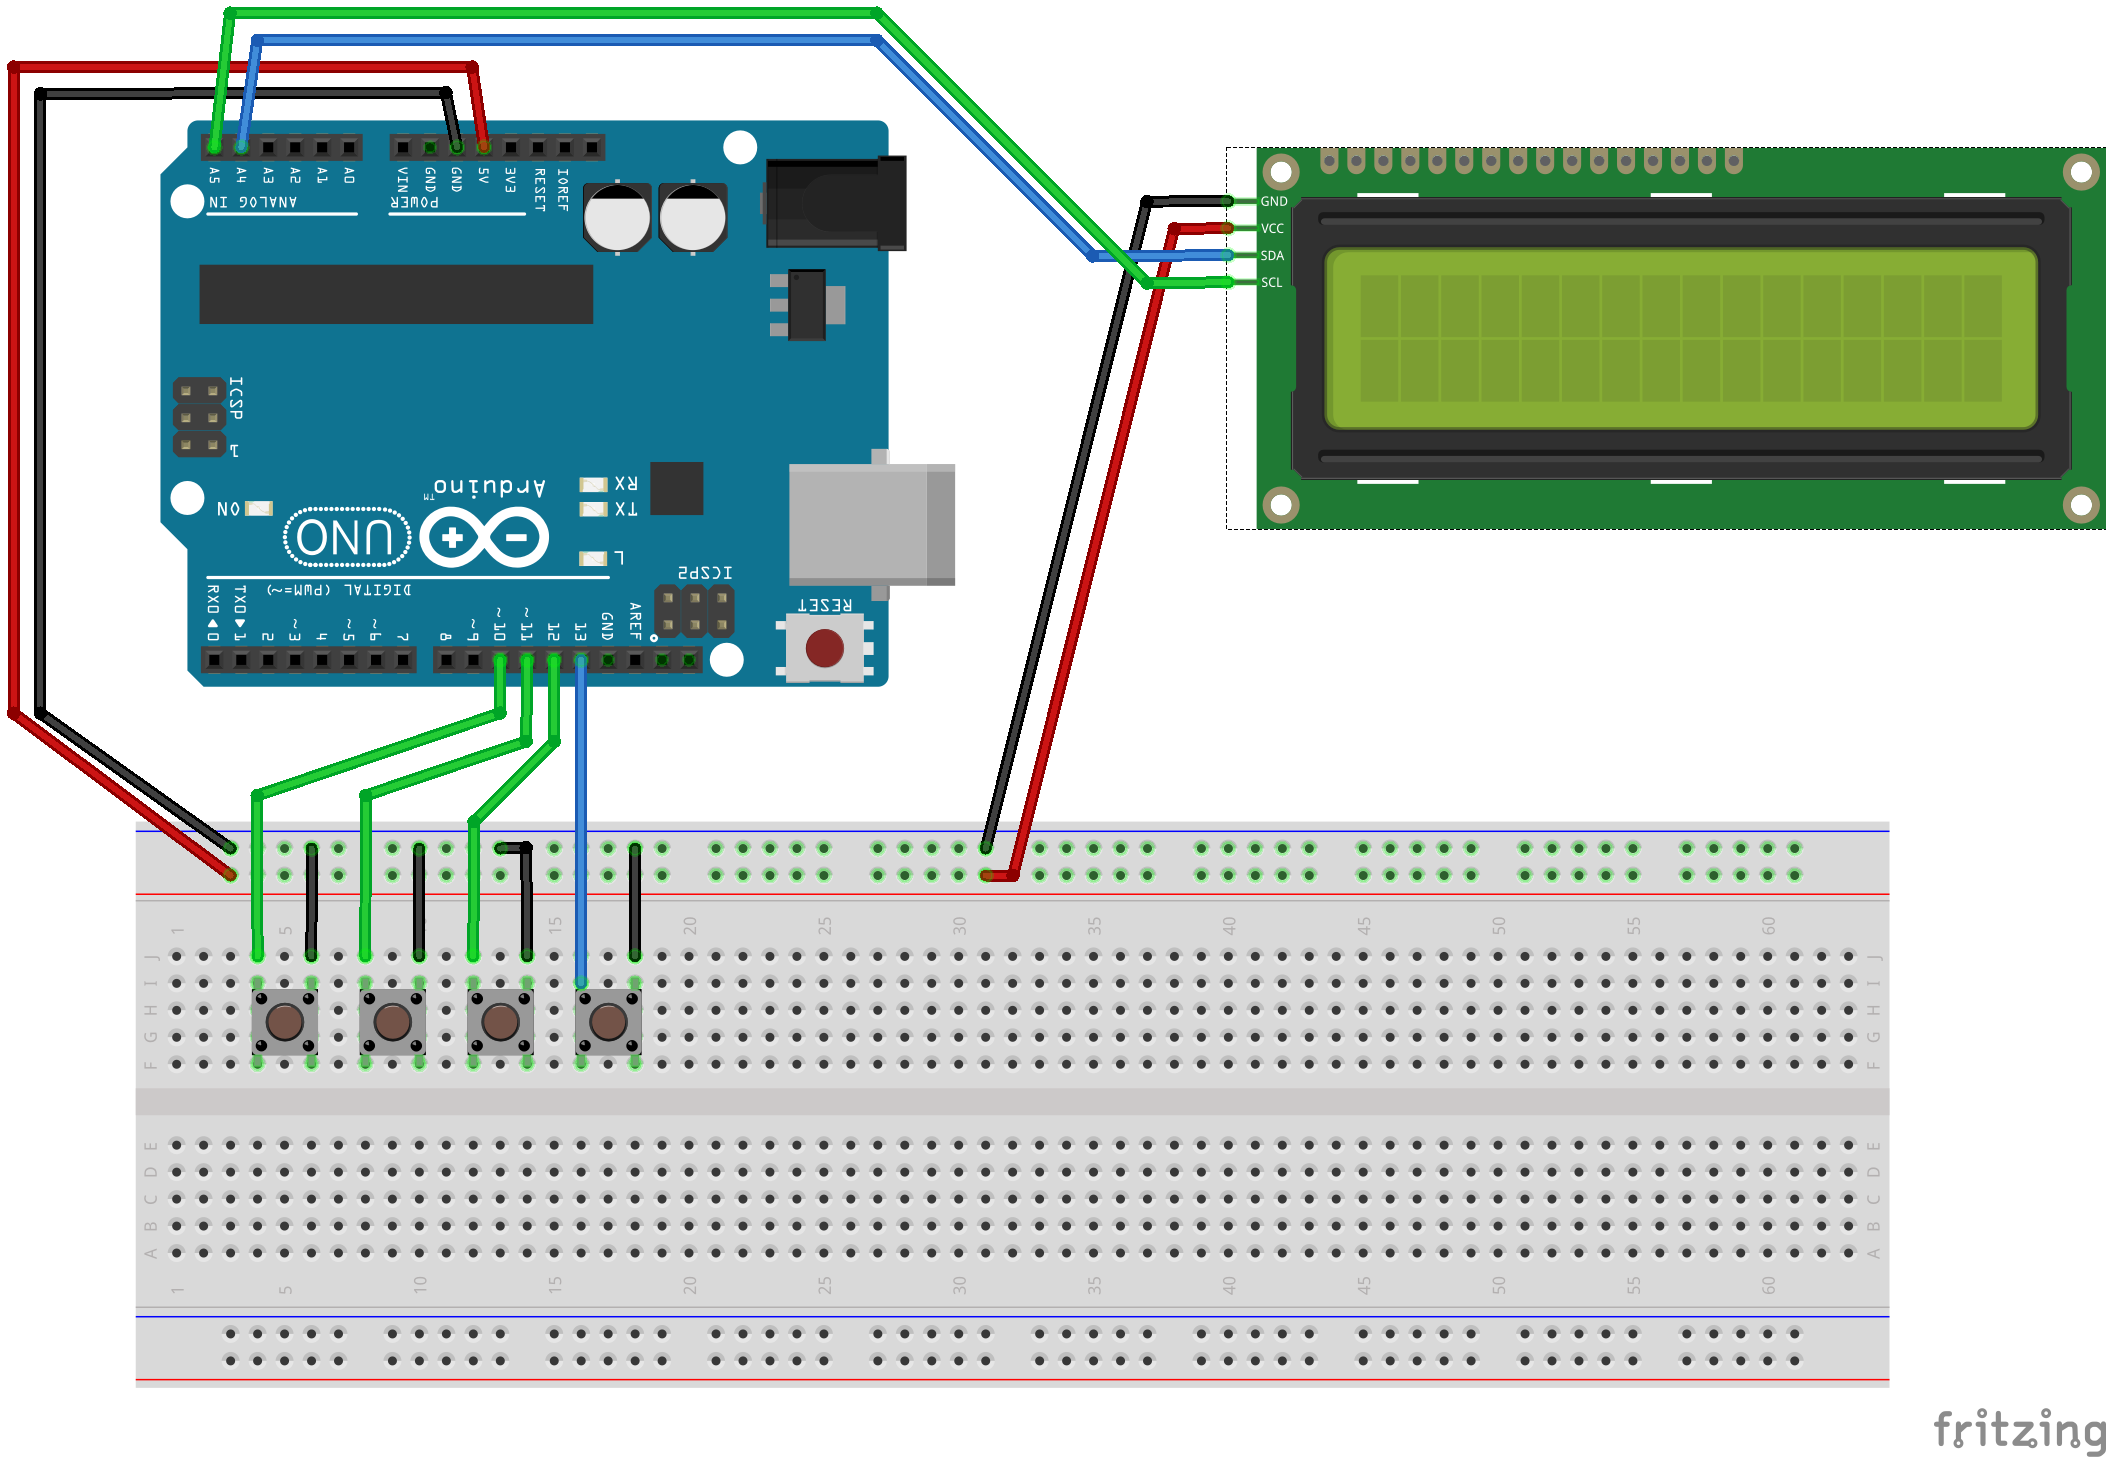 A5 A4 A3 A2 A1 A0
ANALOG IN
VIN GND GND 5V 3V3 RESET IOREF
POWER
GND
VCC
SDA
SCL
ICSP
1
Arduino™
RX
TX
ON
UNO
L
ICSP2
DIGITAL (PWM=~)
RESET
RX0 TX0
0 1 2 ~3 4 ~5 ~6 7 8 ~9 ~10 ~11 12 13 GND AREF
1 5 15 20 25 30 35 40 45 50 55 60
J J
I I
H H
G G
F F
E E
D D
C C
B B
A A
1 5 10 15 20 25 30 35 40 45 50 55 60
fritzing